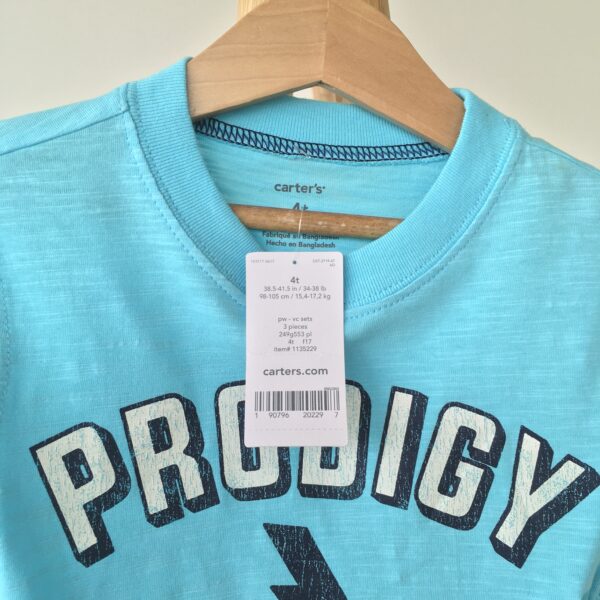 carter's
4t
Fabriqué en Bangladesh
Hecho en Bangladesh
4t
38.5-41.5 in / 34-38 lb
98-105 cm / 15,4-17,2 kg
pw - vc sets
3 pieces
249g553 pl
4t f17
item# 1135229
carters.com
1 90796 20229 7
PRODIGY